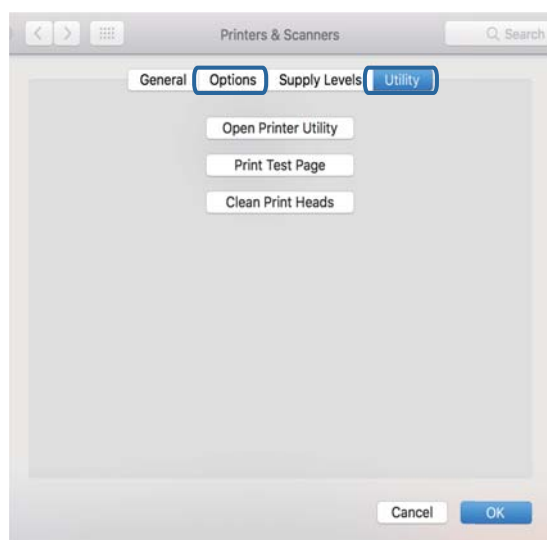 Printers & Scanners Search
General Options Supply Levels Utility
Open Printer Utility
Print Test Page
Clean Print Heads
Cancel OK